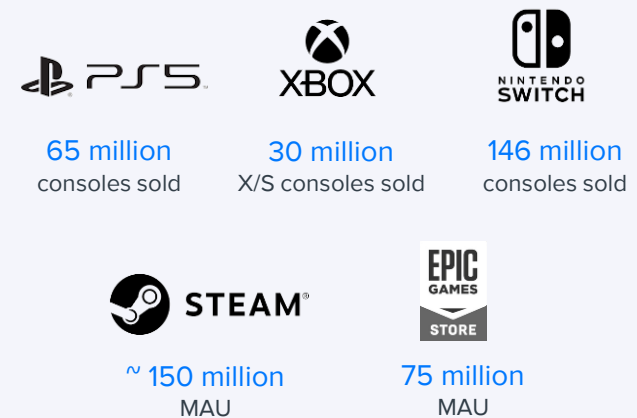 PS5
XBOX
NINTENDO
SWITCH
65 million
consoles sold
30 million
X/S consoles sold
146 million
consoles sold
STEAM®
EPIC
GAMES
STORE
~ 150 million
MAU
75 million
MAU